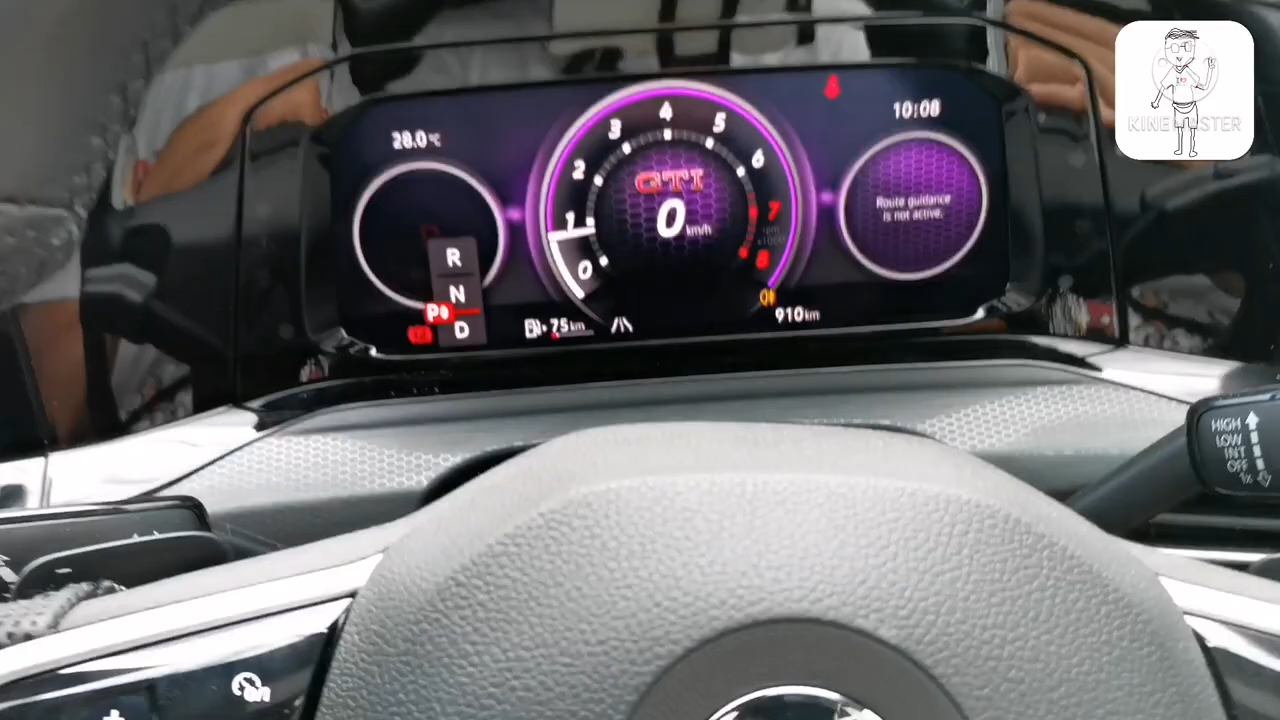 28.0°C
10:08
0
1
2
3
4
5
6
7
8
GTI
0 km/h
Route guidance
is not active.
R
N
P
D
75 km
910 km
HIGH
LOW
INT
OFF
1x
KINEMASTER